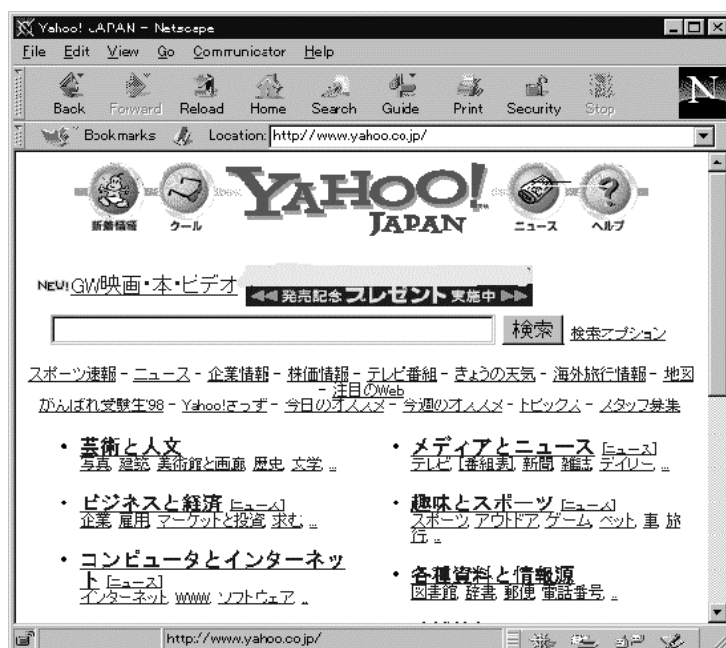 Yahoo! JAPAN - Netscape
File Edit View Go Communicator Help
Back Forward Reload Home Search Guide Print Security Stop N
Bookmarks Location: http://www.yahoo.co.jp/
新着情報 クール YAHOO! JAPAN ニュース ヘルプ
NEW! GW映画・本・ビデオ 発売記念プレゼント実施中
検索 検索オプション
スポーツ速報 - ニュース - 企業情報 - 株価情報 - テレビ番組 - きょうの天気 - 海外旅行情報 - 地図
- 注目のWeb
がんばれ受験生'98 - Yahoo!きっず - 今日のオススメ - 今週のオススメ - トピックス - スタッフ募集
・ 芸術と人文
写真, 建築, 美術館と画廊, 歴史, 文学, ...
・ ビジネスと経済 [ニュース]
企業, 雇用, マーケットと投資, 求む, ...
・ コンピュータとインターネッ
ト [ニュース]
インターネット, WWW, ソフトウェア, ...
・ メディアとニュース [ニュース]
テレビ, [番組表], 新聞, 雑誌, デイリー, ...
・ 趣味とスポーツ [ニュース]
スポーツ, アウトドア, ゲーム, ペット, 車, 旅
行, ...
・ 各種資料と情報源
図書館, 辞書, 郵便, 電話番号, ...
http://www.yahoo.co.jp/